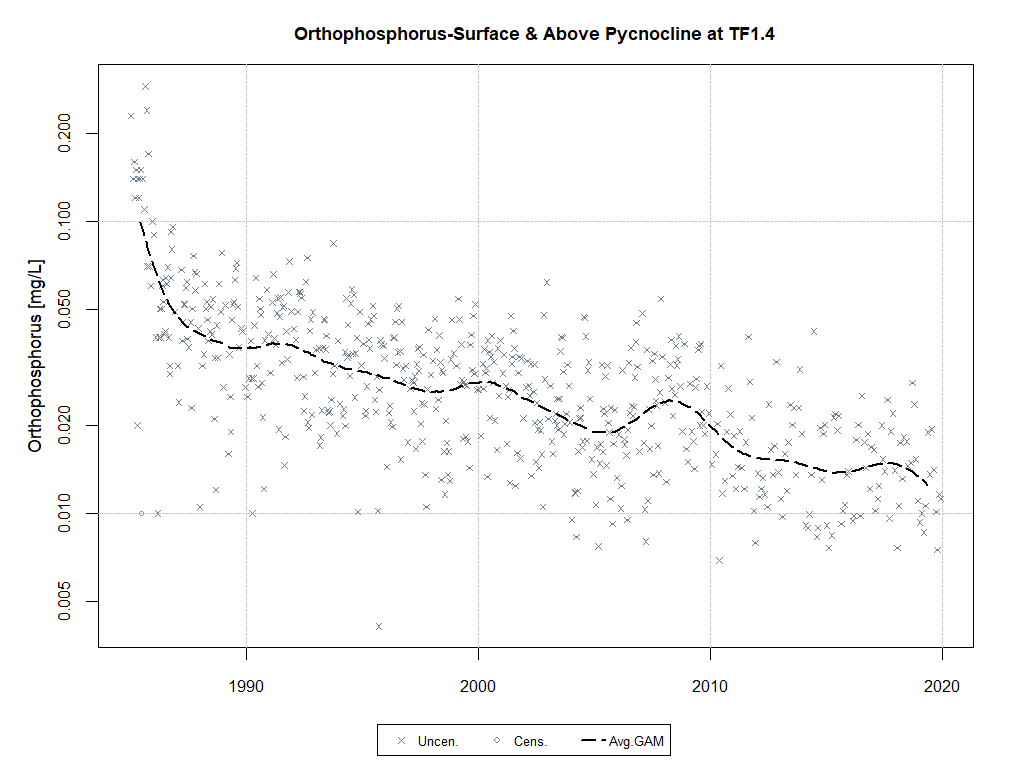 Orthophosphorus-Surface & Above Pycnocline at TF1.4
Orthophosphorus [mg/L]
0.200
0.100
0.050
0.020
0.010
0.005
1990 2000 2010 2020
Uncen. Cens. Avg.GAM